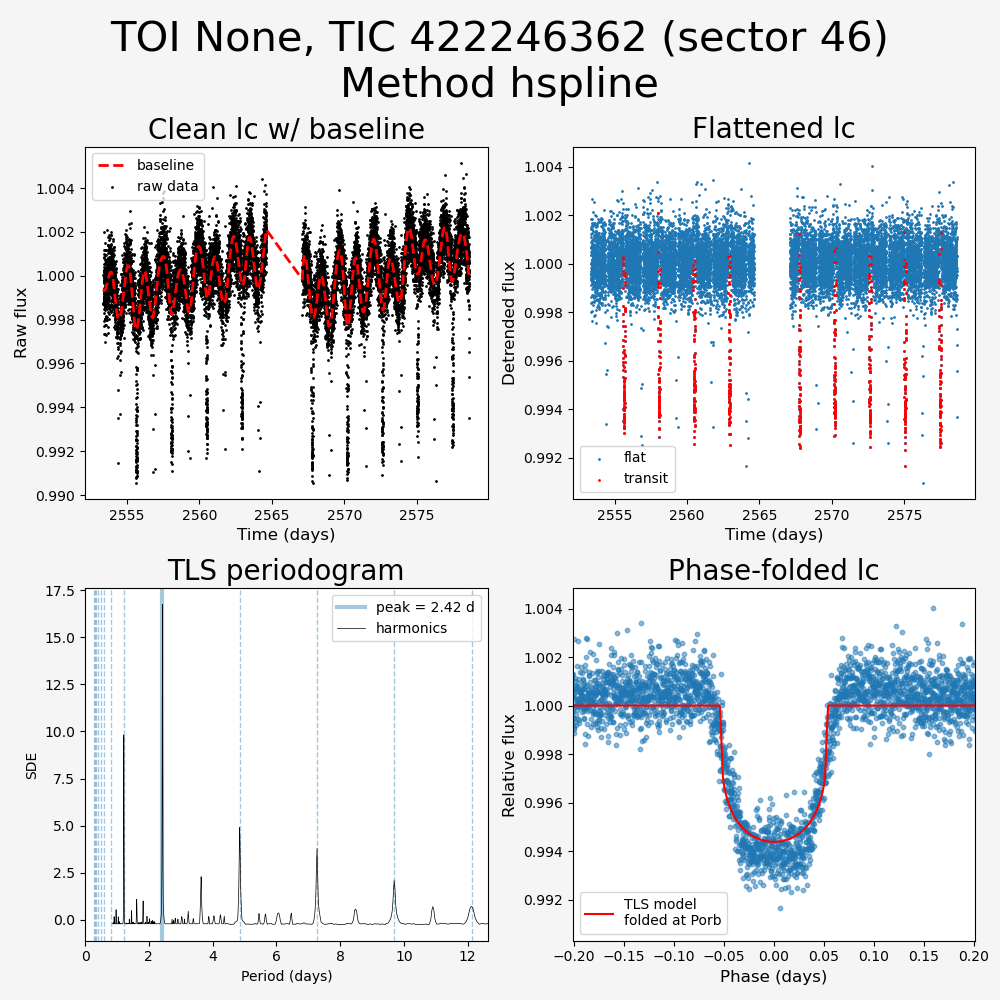 TOI None, TIC 422246362 (sector 46)
Method hspline
Clean lc w/ baseline
baseline
raw data
Raw flux
1.004
1.002
1.000
0.998
0.996
0.994
0.992
0.990
2555 2560 2565 2570 2575
Time (days)
Flattened lc
Detrended flux
1.004
1.002
1.000
0.998
0.996
0.994
0.992
flat
transit
2555 2560 2565 2570 2575
Time (days)
TLS periodogram
peak = 2.42 d
harmonics
SDE
17.5
15.0
12.5
10.0
7.5
5.0
2.5
0.0
0 2 4 6 8 10 12
Period (days)
Phase-folded lc
Relative flux
1.004
1.002
1.000
0.998
0.996
0.994
0.992
TLS model
folded at Porb
−0.20 −0.15 −0.10 −0.05 0.00 0.05 0.10 0.15 0.20
Phase (days)